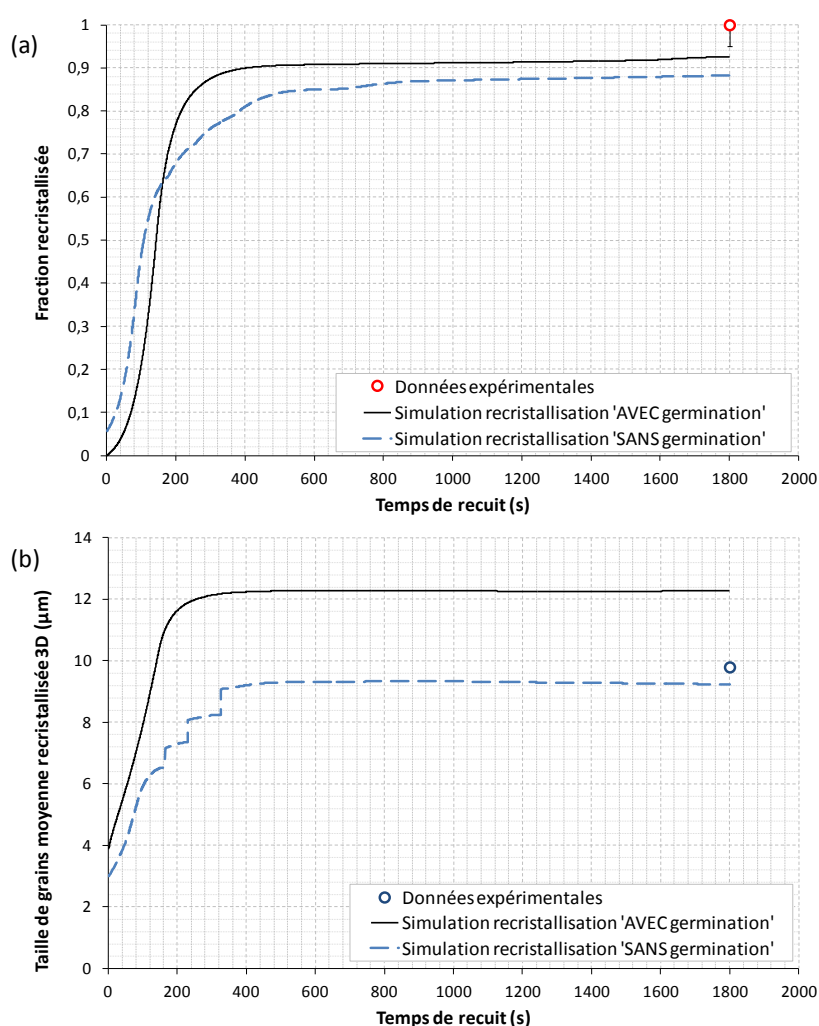 (a)
Fraction recristallisée
1
0,9
0,8
0,7
0,6
0,5
0,4
0,3
0,2
0,1
0
Données expérimentales
Simulation recristallisation 'AVEC germination'
Simulation recristallisation 'SANS germination'
0 200 400 600 800 1000 1200 1400 1600 1800 2000
Temps de recuit (s)
(b)
Taille de grains moyenne recristallisée 3D (µm)
14
12
10
8
6
4
2
0
Données expérimentales
Simulation recristallisation 'AVEC germination'
Simulation recristallisation 'SANS germination'
0 200 400 600 800 1000 1200 1400 1600 1800 2000
Temps de recuit (s)